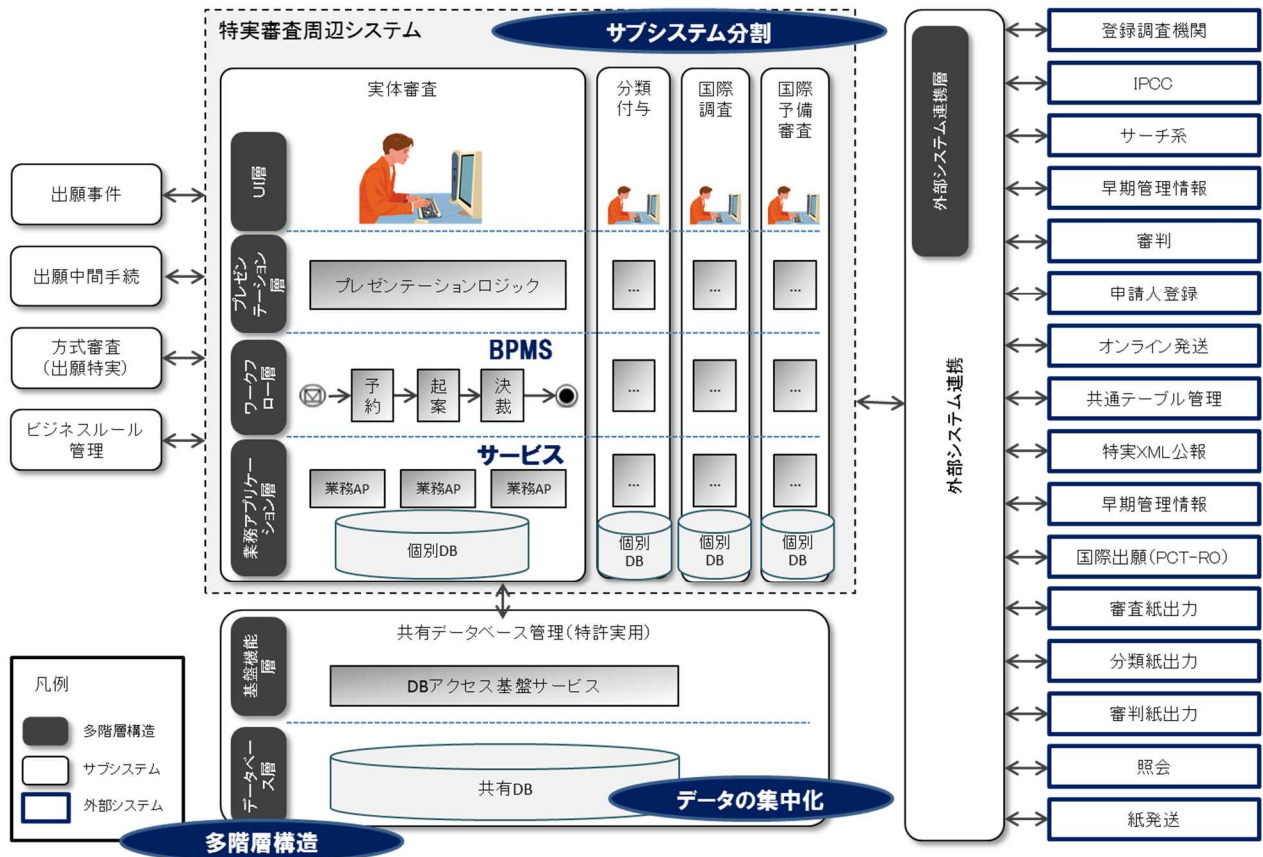 特実審査周辺システム
サブシステム分割
実体審査
分類
付与
国際
調査
国際
予備
審査
UI層
プレゼン
テーション
層
プレゼンテーションロジック
...
...
...
ワークフ
ロー層
BPMS
予
約
起
案
決
裁
...
...
...
業務アプリケー
ション層
サービス
業務AP
業務AP
業務AP
...
...
...
個別DB
個別
DB
個別
DB
個別
DB
出願事件
出願中間手続
方式審査
(出願特実)
ビジネスルール
管理
共有データベース管理(特許実用)
基盤機能
層
DBアクセス基盤サービス
データベー
ス層
共有DB
データの集中化
多階層構造
凡例
多階層構造
サブシステム
外部システム
外部システム連携層
外部システム連携
登録調査機関
IPCC
サーチ系
早期管理情報
審判
申請人登録
オンライン発送
共通テーブル管理
特実XML公報
早期管理情報
国際出願(PCT-RO)
審査紙出力
分類紙出力
審判紙出力
照会
紙発送